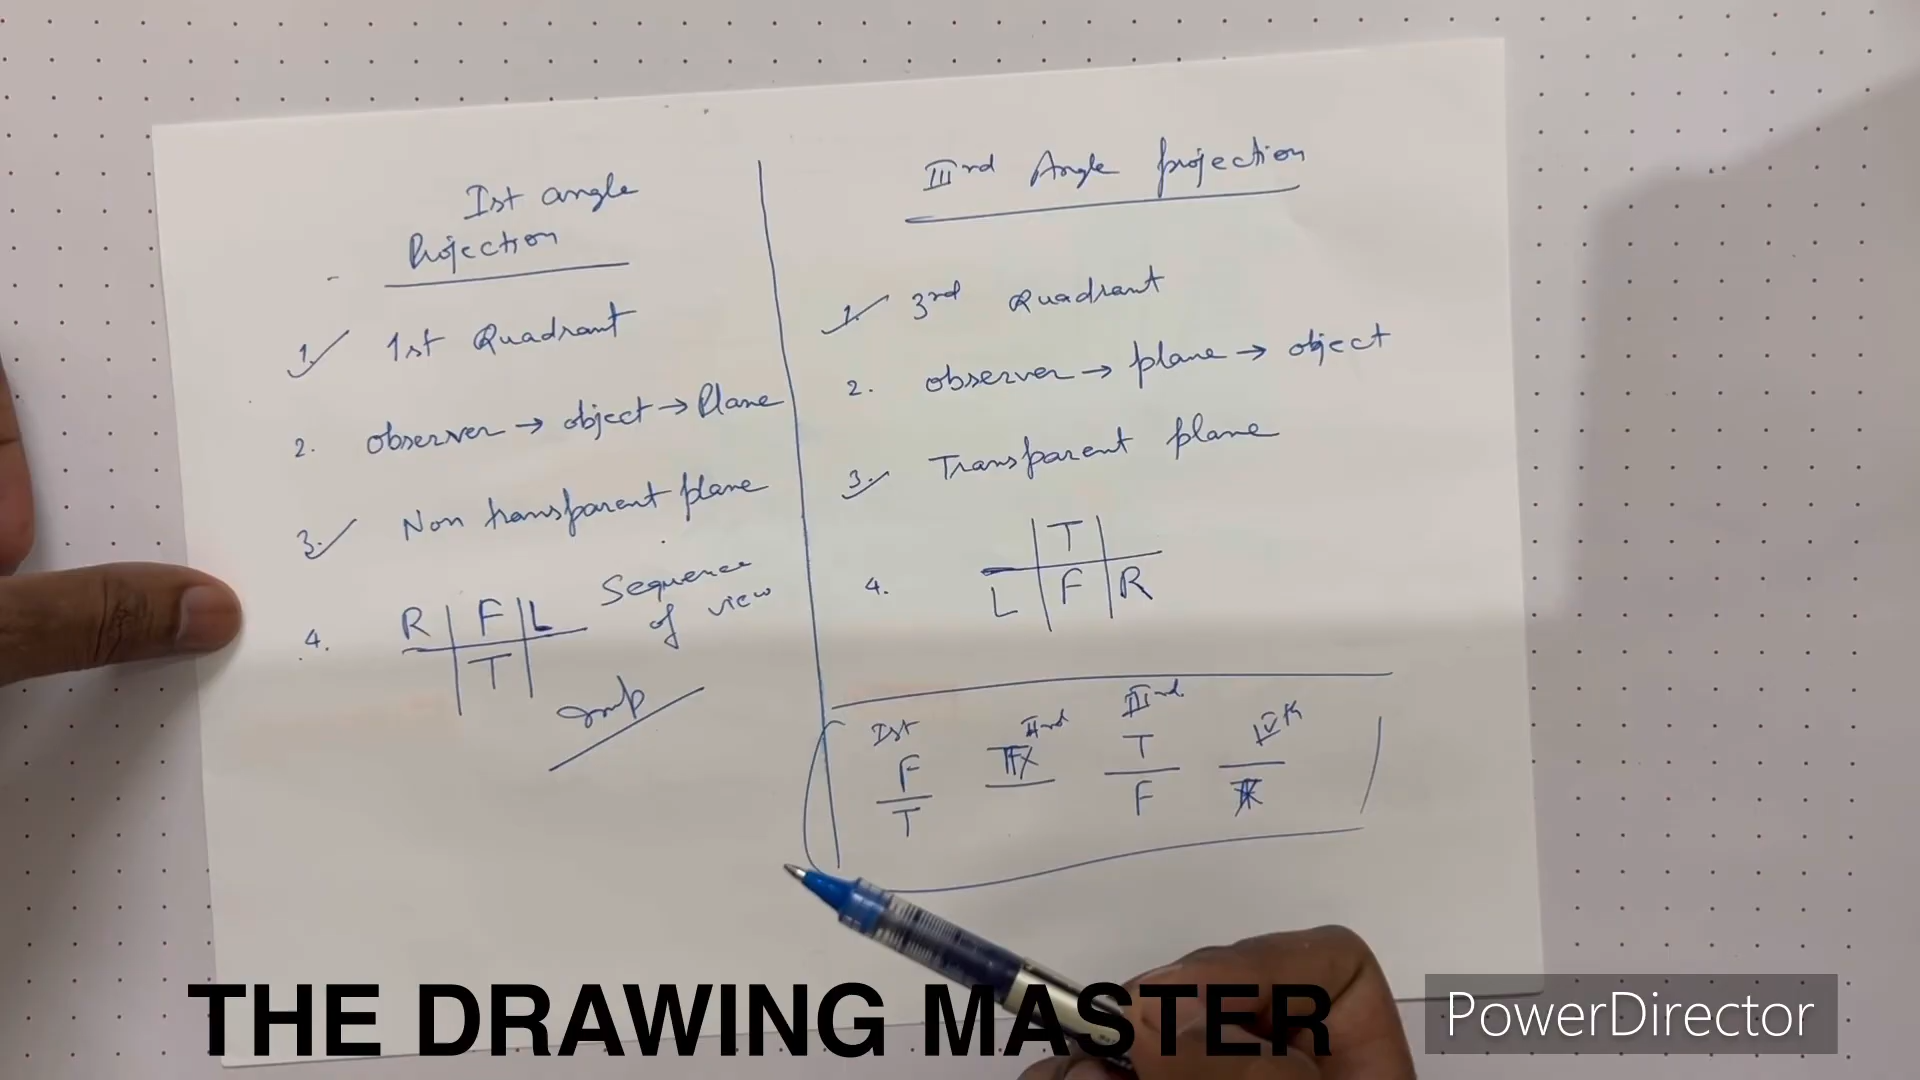 Ist angle
Projection
1. 1st Quadrant
2. observer → object → Plane
3. Non transparent plane
4. R F L Sequence
T of view
Imp
IIIrd Angle projection
1. 3rd Quadrant
2. observer → plane → object
3. Transparent plane
T
4. L F R
Ist IInd IIIrd IVth
F T
T F
THE DRAWING MASTER
PowerDirector